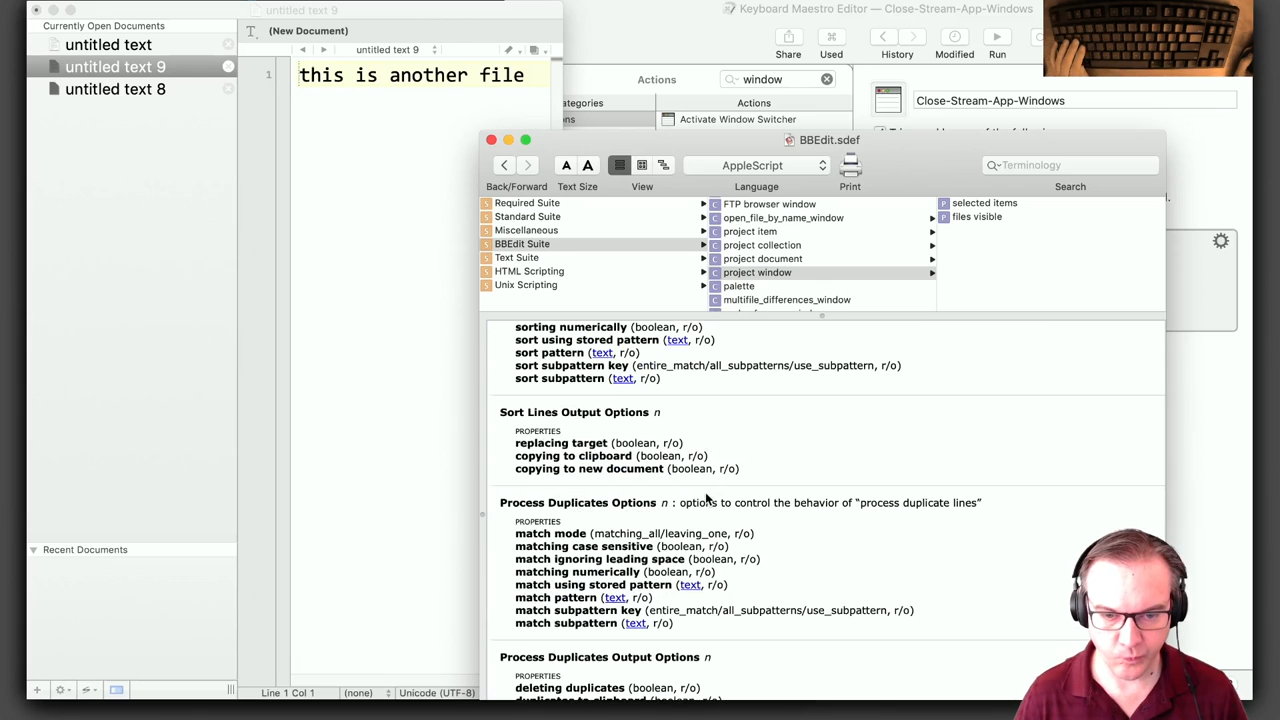 Currently Open Documents
untitled text
untitled text 9
untitled text 8
Recent Documents
untitled text
(New Document)
untitled text 9
1
this is another file
Line 1 Col 1
(none)
Unicode (UTF-8)
Keyboard Maestro Editor — Close-Stream-App-Windows
Share
Used
History
Modified
Run
Actions
window
ategories
Actions
ons
Activate Window Switcher
Close-Stream-App-Windows
BBEdit.sdef
AppleScript
Terminology
Back/Forward
Text Size
View
Language
Print
Search
Required Suite
Standard Suite
Miscellaneous
BBEdit Suite
Text Suite
HTML Scripting
Unix Scripting
FTP browser window
open_file_by_name_window
project item
project collection
project document
project window
palette
multifile_differences_window
selected items
files visible
sorting numerically (boolean, r/o)
sort using stored pattern (text, r/o)
sort pattern (text, r/o)
sort subpattern key (entire_match/all_subpatterns/use_subpattern, r/o)
sort subpattern (text, r/o)
Sort Lines Output Options n
PROPERTIES
replacing target (boolean, r/o)
copying to clipboard (boolean, r/o)
copying to new document (boolean, r/o)
Process Duplicates Options n : options to control the behavior of “process duplicate lines”
PROPERTIES
match mode (matching_all/leaving_one, r/o)
matching case sensitive (boolean, r/o)
match ignoring leading space (boolean, r/o)
matching numerically (boolean, r/o)
match using stored pattern (text, r/o)
match pattern (text, r/o)
match subpattern key (entire_match/all_subpatterns/use_subpattern, r/o)
match subpattern (text, r/o)
Process Duplicates Output Options n
PROPERTIES
deleting duplicates (boolean, r/o)